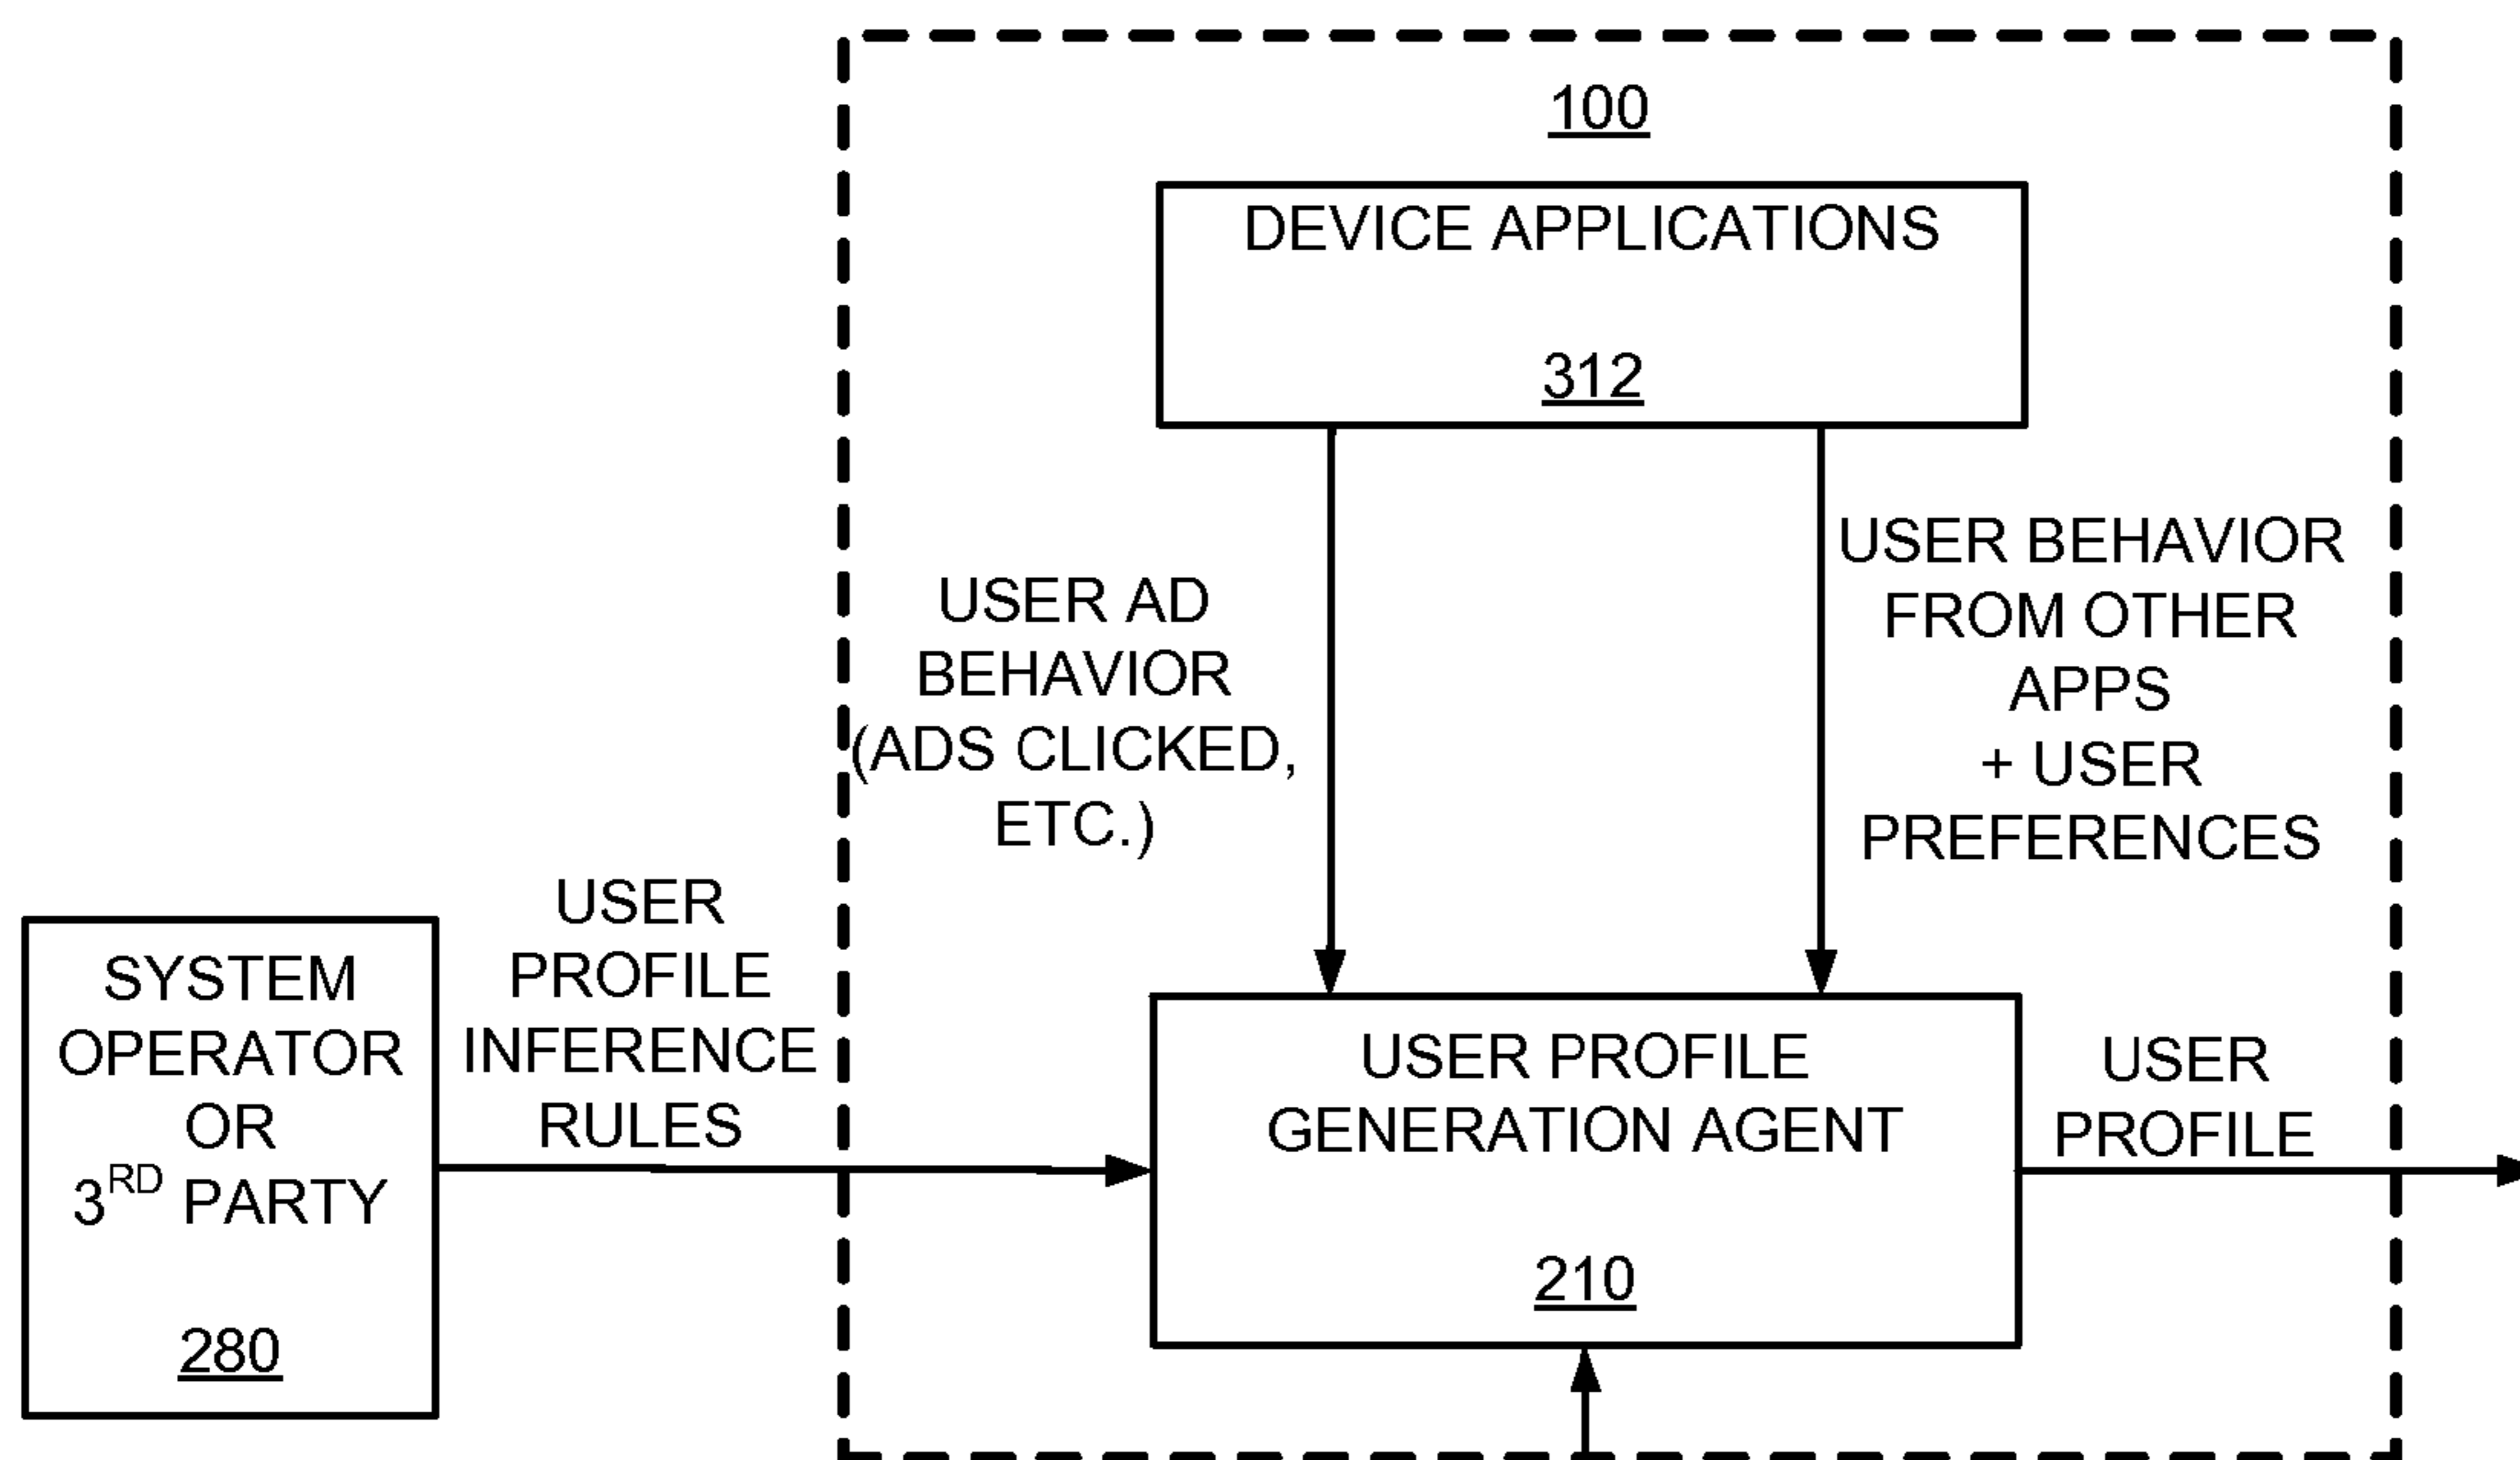 100
DEVICE APPLICATIONS
312
USER AD
BEHAVIOR
(ADS CLICKED,
ETC.)
USER BEHAVIOR
FROM OTHER
APPS
+ USER
PREFERENCES
SYSTEM
OPERATOR
OR
3RD PARTY
280
USER
PROFILE
INFERENCE
RULES
USER PROFILE
GENERATION AGENT
210
USER
PROFILE